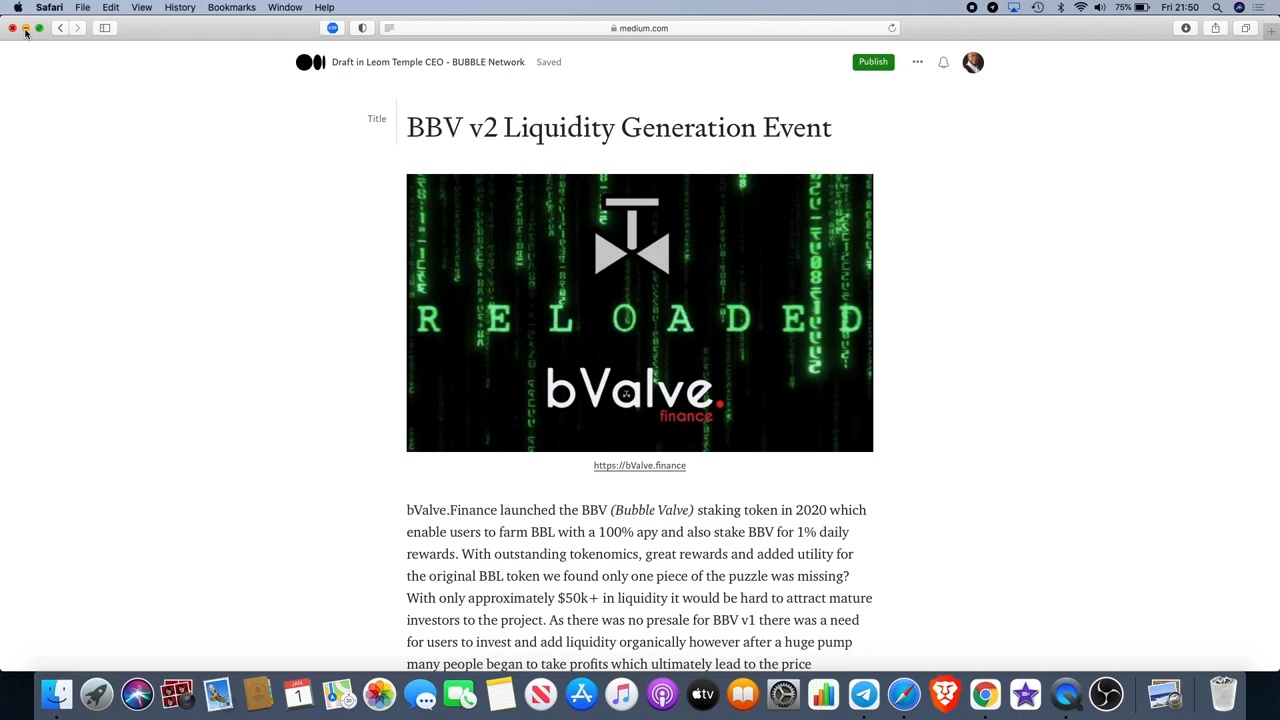 Safari File Edit View History Bookmarks Window Help 75% Fri 21:50
medium.com
Draft in Leom Temple CEO - BUBBLE Network Saved Publish
Title
BBV v2 Liquidity Generation Event
RELOADED
bValve.
finance
https://bValve.finance
bValve.Finance launched the BBV (Bubble Valve) staking token in 2020 which
enable users to farm BBL with a 100% apy and also stake BBV for 1% daily
rewards. With outstanding tokenomics, great rewards and added utility for
the original BBL token we found only one piece of the puzzle was missing?
With only approximately $50k+ in liquidity it would be hard to attract mature
investors to the project. As there was no presale for BBV v1 there was a need
for users to invest and add liquidity organically however after a huge pump
many people began to take profits which ultimately lead to the price
JAN
1
tv